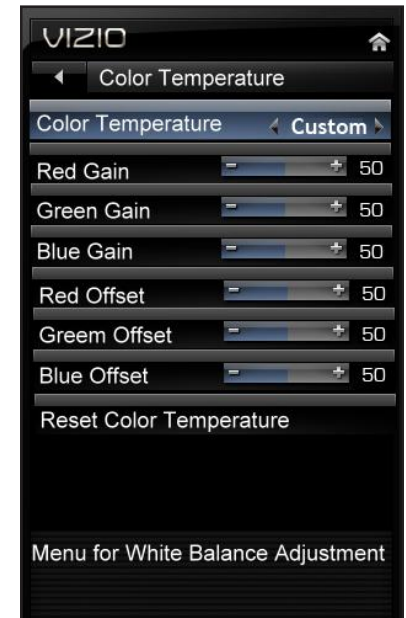 VIZIO
Color Temperature
Color Temperature Custom
Red Gain - + 50
Green Gain - + 50
Blue Gain - + 50
Red Offset - + 50
Greem Offset - + 50
Blue Offset - + 50
Reset Color Temperature
Menu for White Balance Adjustment